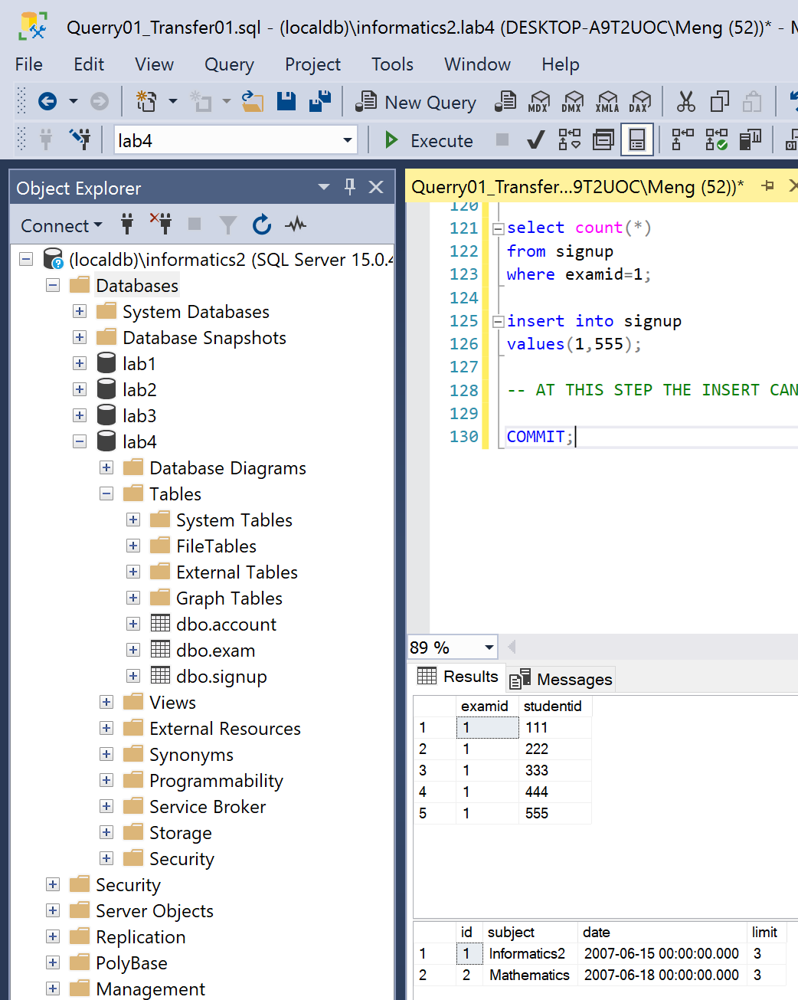 Querry01_Transfer01.sql - (localdb)\informatics2.lab4 (DESKTOP-A9T2UOC\Meng (52))* - M
File Edit View Query Project Tools Window Help
New Query MDX DMX XMLA DAX
lab4 Execute
Object Explorer
Connect
(localdb)\informatics2 (SQL Server 15.0.4
Databases
System Databases
Database Snapshots
lab1
lab2
lab3
lab4
Database Diagrams
Tables
System Tables
FileTables
External Tables
Graph Tables
dbo.account
dbo.exam
dbo.signup
Views
External Resources
Synonyms
Programmability
Service Broker
Storage
Security
Security
Server Objects
Replication
PolyBase
Management
Querry01_Transfer...9T2UOC\Meng (52))*
120
121 select count(*)
122 from signup
123 where examid=1;
124
125 insert into signup
126 values(1,555);
127
128 -- AT THIS STEP THE INSERT CAN
129
130 COMMIT;
89 %
Results Messages
examid studentid
1 1 111
2 1 222
3 1 333
4 1 444
5 1 555
id subject date limit
1 1 Informatics2 2007-06-15 00:00:00.000 3
2 2 Mathematics 2007-06-18 00:00:00.000 3